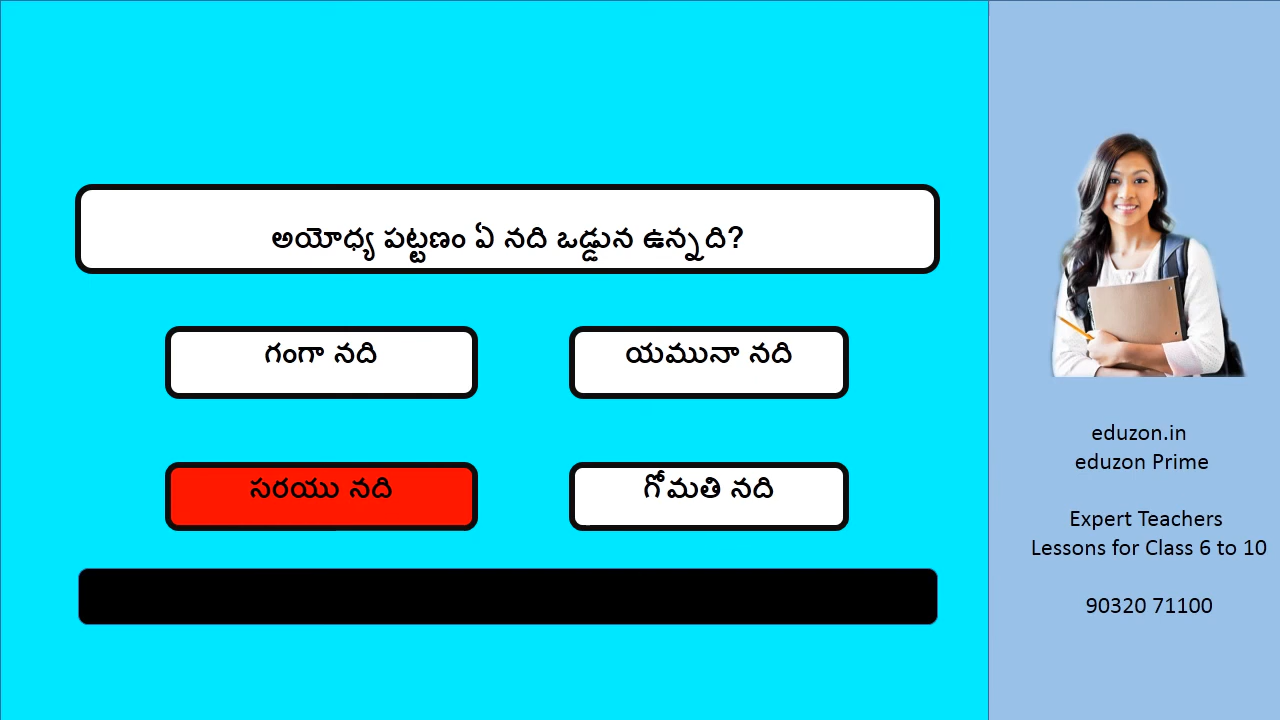 అయోధ్య పట్టణం ఏ నది ఒడ్డున ఉన్నది?
గంగా నది
యమునా నది
సరయు నది
గోమతి నది
eduzon.in
eduzon Prime
Expert Teachers
Lessons for Class 6 to 10
90320 71100